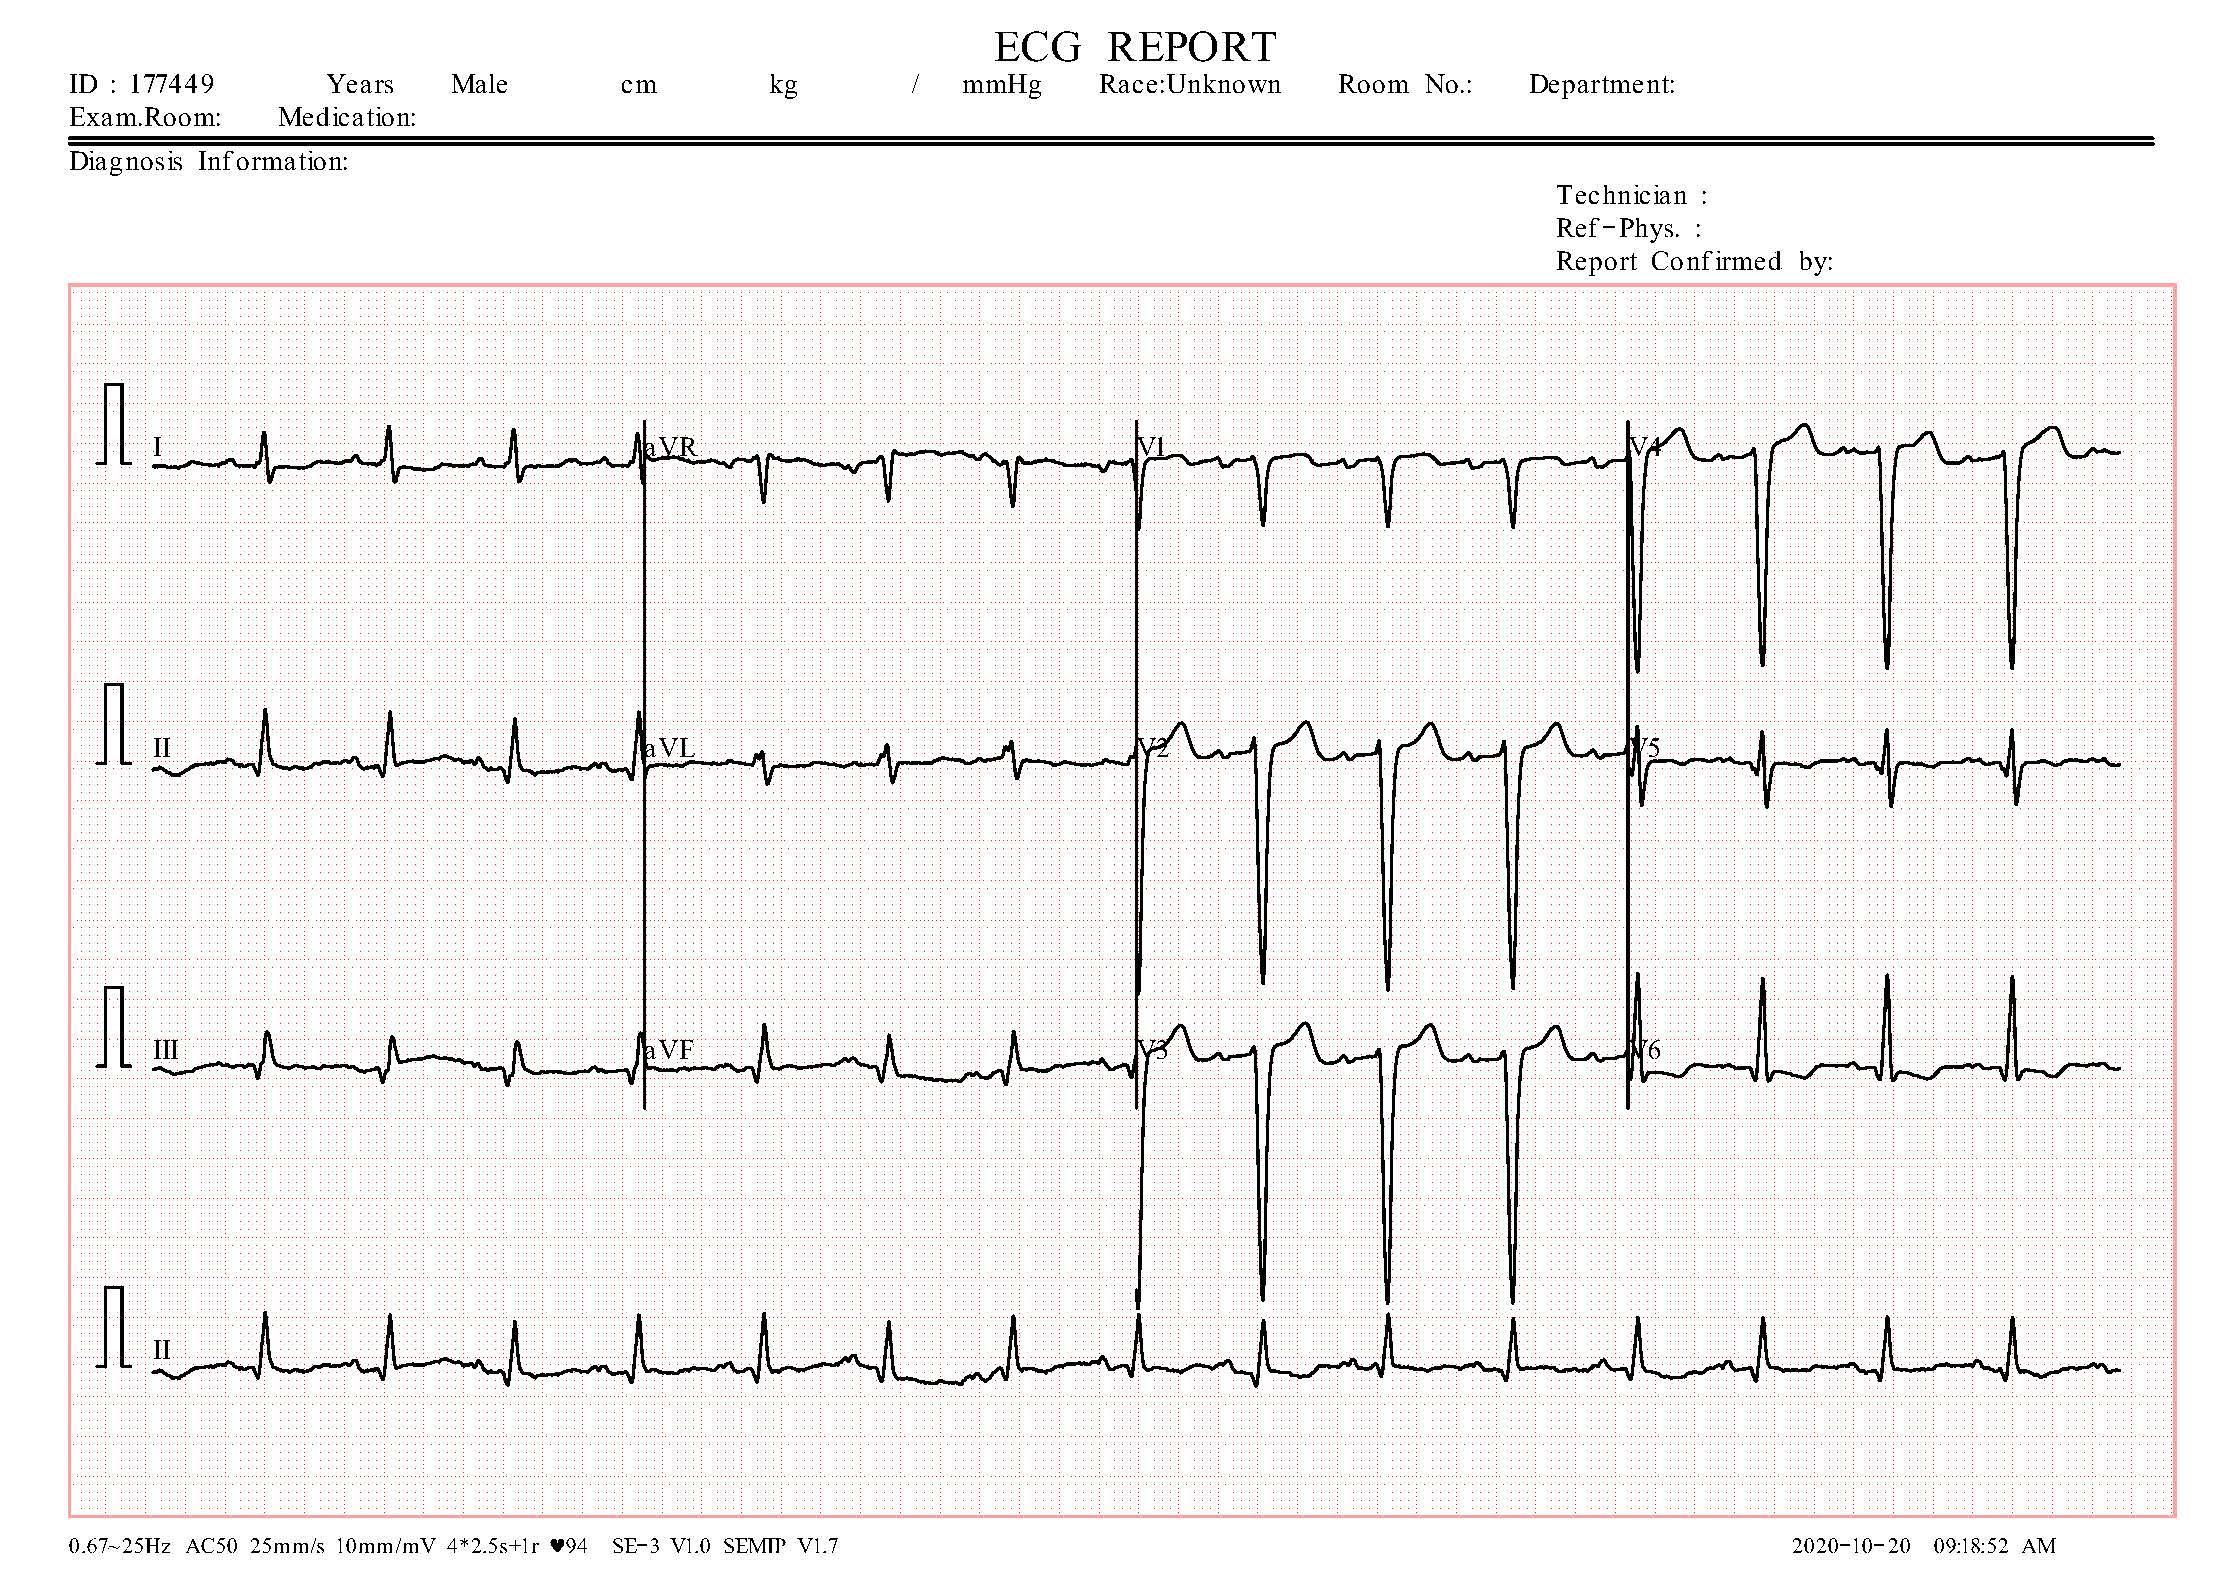 ECG REPORT
ID : 177449 Years Male cm kg / mmHg Race:Unknown Room No.: Department:
Exam.Room: Medication:
Diagnosis Information:
Technician :
Ref-Phys. :
Report Confirmed by:
I aVR V1 V4
II aVL V2 V5
III aVF V3 V6
II
0.67~25Hz AC50 25mm/s 10mm/mV 4*2.5s+1r ♥94 SE-3 V1.0 SEMIP V1.7 2020-10-20 09:18:52 AM